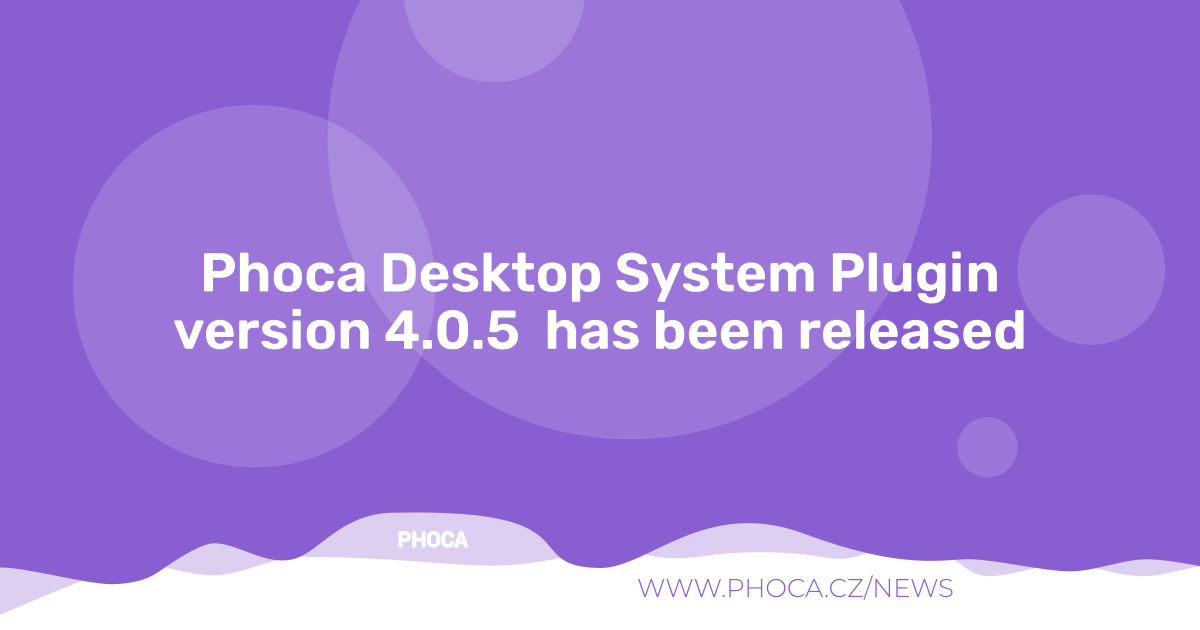 Phoca Desktop System Plugin
version 4.0.5  has been released
PHOCA
WWW.PHOCA.CZ/NEWS